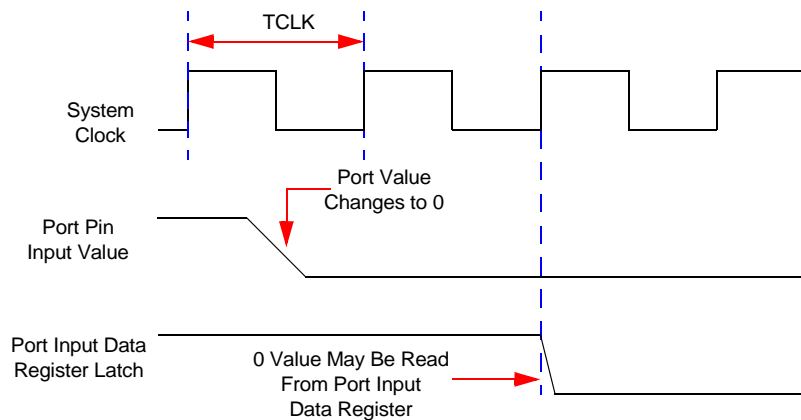 TCLK
System
Clock
Port Value
Changes to 0
Port Pin
Input Value
Port Input Data
Register Latch
0 Value May Be Read
From Port Input
Data Register